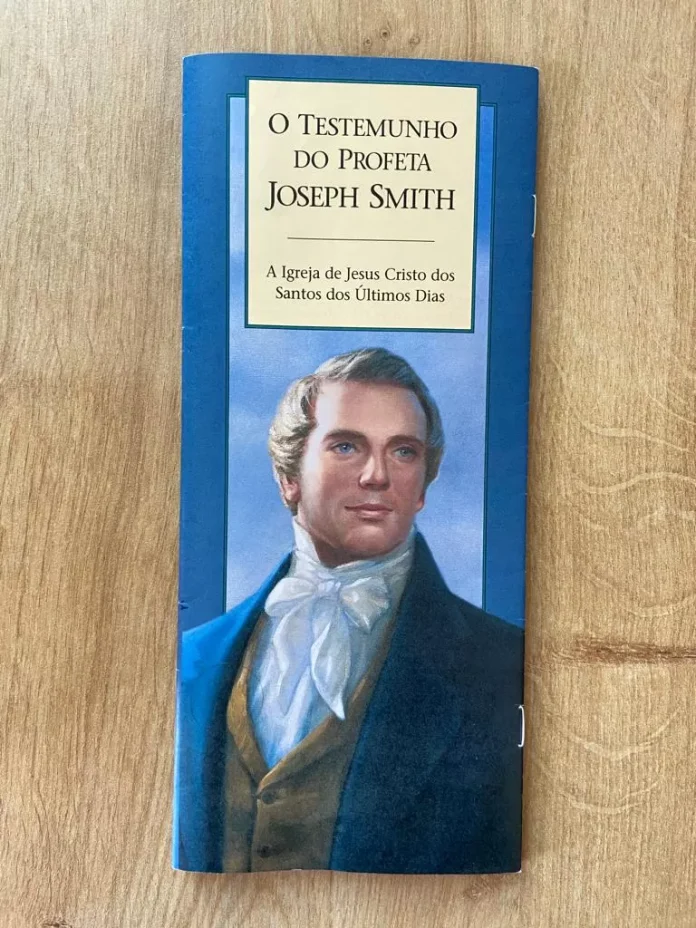 O Testemunho
do Profeta
Joseph Smith
A Igreja de Jesus Cristo dos
Santos dos Últimos Dias